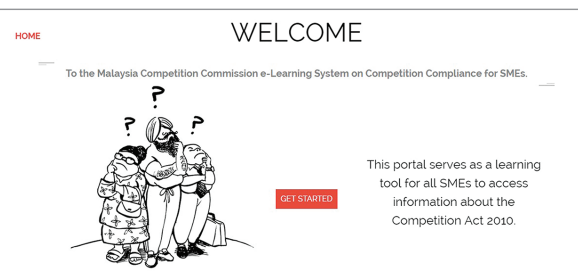 WELCOME
HOME
To the Malaysia Competition Commission e-Learning System on Competition Compliance for SMEs.
? ? ?
This portal serves as a learning
tool for all SMEs to access
information about the
Competition Act 2010.
GET STARTED